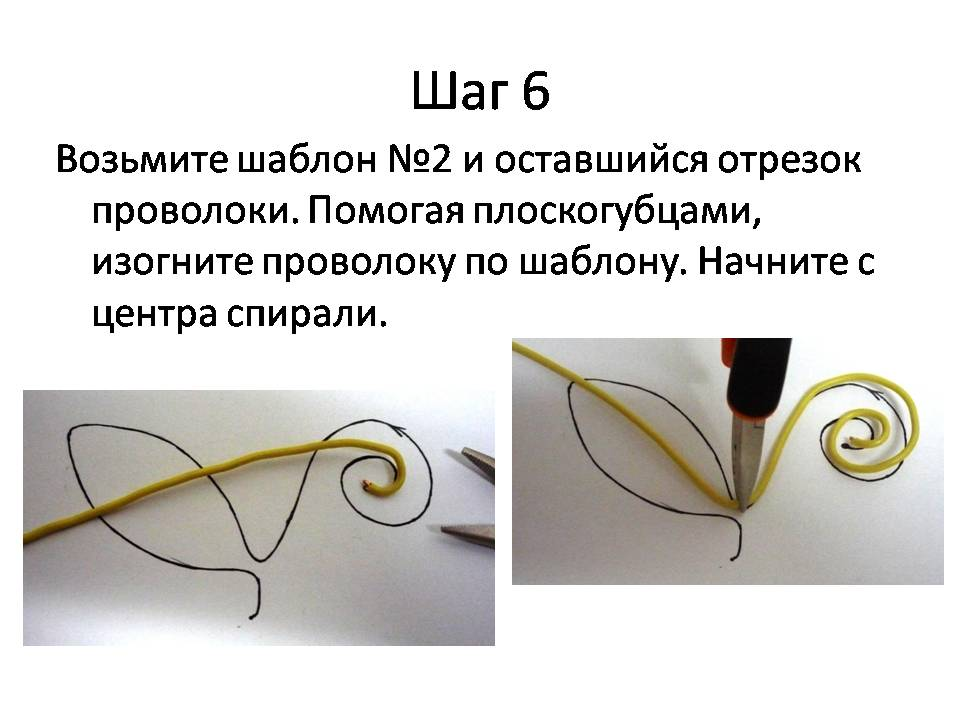 Шаг 6
Возьмите шаблон №2 и оставшийся отрезок
проволоки. Помогая плоскогубцами,
изогните проволоку по шаблону. Начните с
центра спирали.